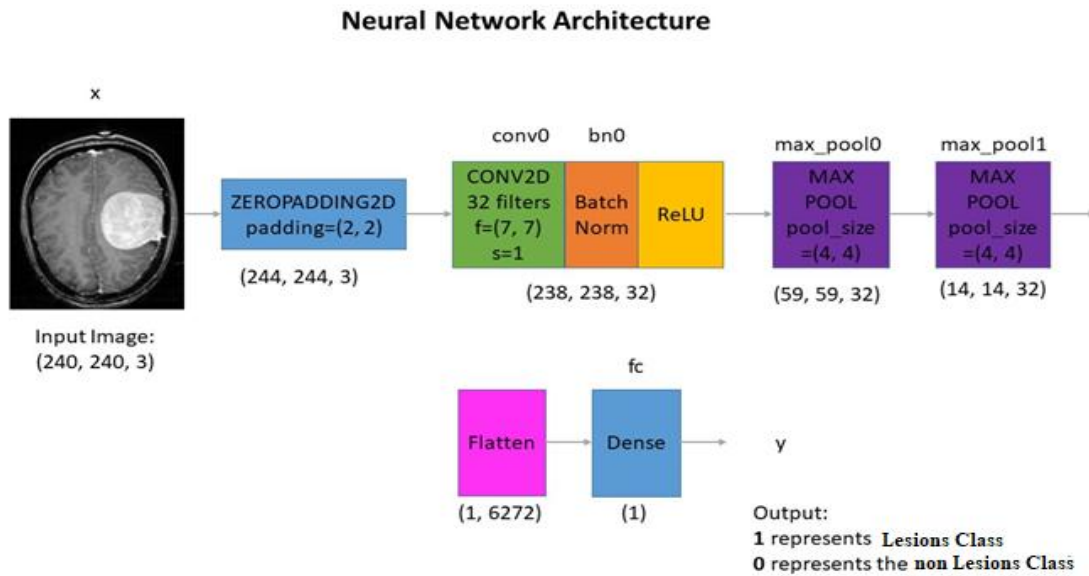 Neural Network Architecture
x
Input Image:
(240, 240, 3)
ZEROPADDING2D
padding=(2, 2)
(244, 244, 3)
conv0
bn0
CONV2D
32 filters
f=(7, 7)
s=1
Batch
Norm
ReLU
(238, 238, 32)
max_pool0
MAX
POOL
pool_size
=(4, 4)
(59, 59, 32)
max_pool1
MAX
POOL
pool_size
=(4, 4)
(14, 14, 32)
Flatten
(1, 6272)
fc
Dense
(1)
y
Output:
1 represents Lesions Class
0 represents the non Lesions Class